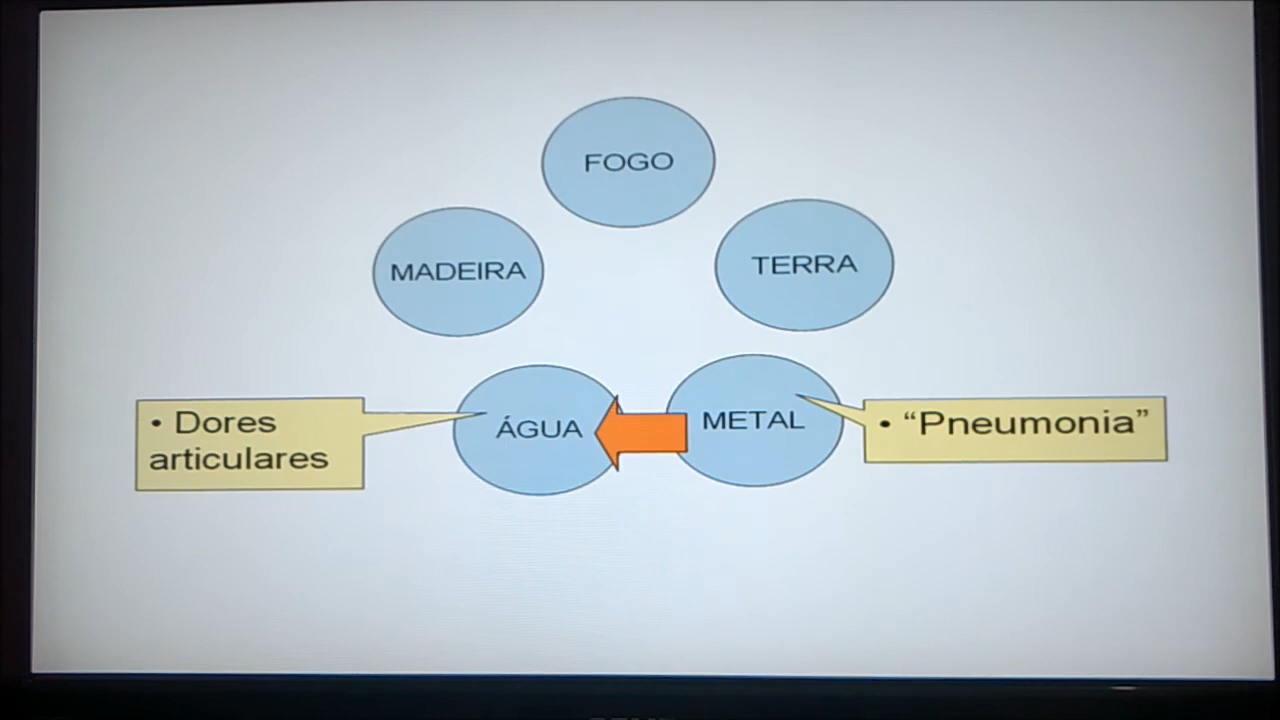 FOGO
MADEIRA
TERRA
ÁGUA
METAL
• Dores
articulares
• “Pneumonia”